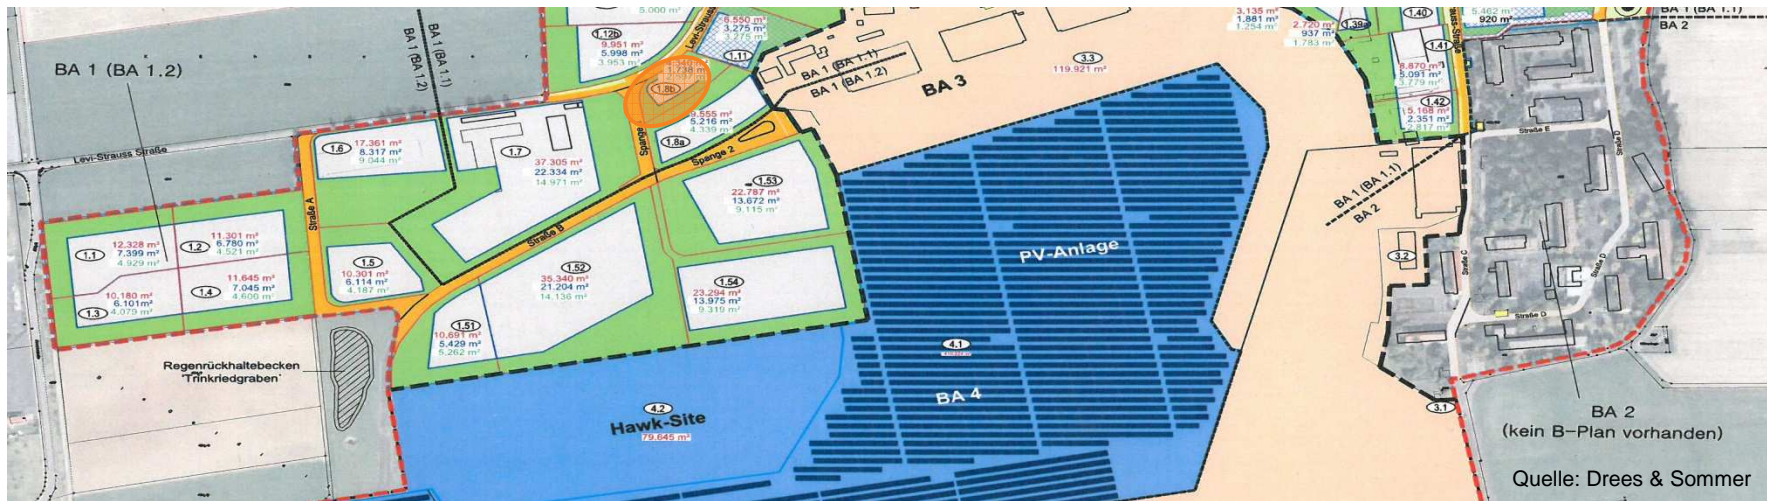 5.000 m²
1.12b
9.951 m²
5.998 m²
3.953 m²
Levi-Strauss
6.550 m²
3.275 m²
3.275 m²
1.11
3.135 m²
1.881 m²
1.254 m²
2.720 m²
937 m²
1.783 m²
1.39a
1.40
5.462 m²
920 m²
BA 1 (BA 1.1)
BA 2
BA 1 (BA 1.2)
BA 1 (BA 1.1)
BA 1 (BA 1.2)
BA 1 (BA 1.1)
BA 1 (BA 1.2)
3.3
119.921 m²
BA 3
1.8b
1.41
8.870 m²
5.091 m²
3.779 m²
1.42
5.168 m²
2.351 m²
2.817 m²
Straße E
Straße D
Levi-Strauss Straße
1.6
17.361 m²
8.317 m²
9.044 m²
1.7
37.305 m²
22.334 m²
14.971 m²
Spange
9.555 m²
5.216 m²
4.339 m²
1.8a
Spange 2
1.53
22.787 m²
13.672 m²
9.115 m²
BA 1 (BA 1.1)
BA 2
Straße A
1.1
12.328 m²
7.399 m²
4.929 m²
1.2
11.301 m²
6.780 m²
4.521 m²
1.3
10.180 m²
6.101m²
4.079 m²
1.4
11.645 m²
7.045 m²
4.600 m²
1.5
10.301 m²
6.114 m²
4.187 m²
Straße B
1.52
35.340 m²
21.204 m²
14.136 m²
1.54
23.294 m²
13.975 m²
9.319 m²
PV-Anlage
3.2
Straße C
Straße D
Straße D
1.51
10.691 m²
5.429 m²
5.262 m²
4.1
BA 4
Regenrückhaltebecken
'Trinkriedgraben'
4.2
Hawk-Site
79.645 m²
3.1
BA 2
(kein B-Plan vorhanden)
Quelle: Drees & Sommer